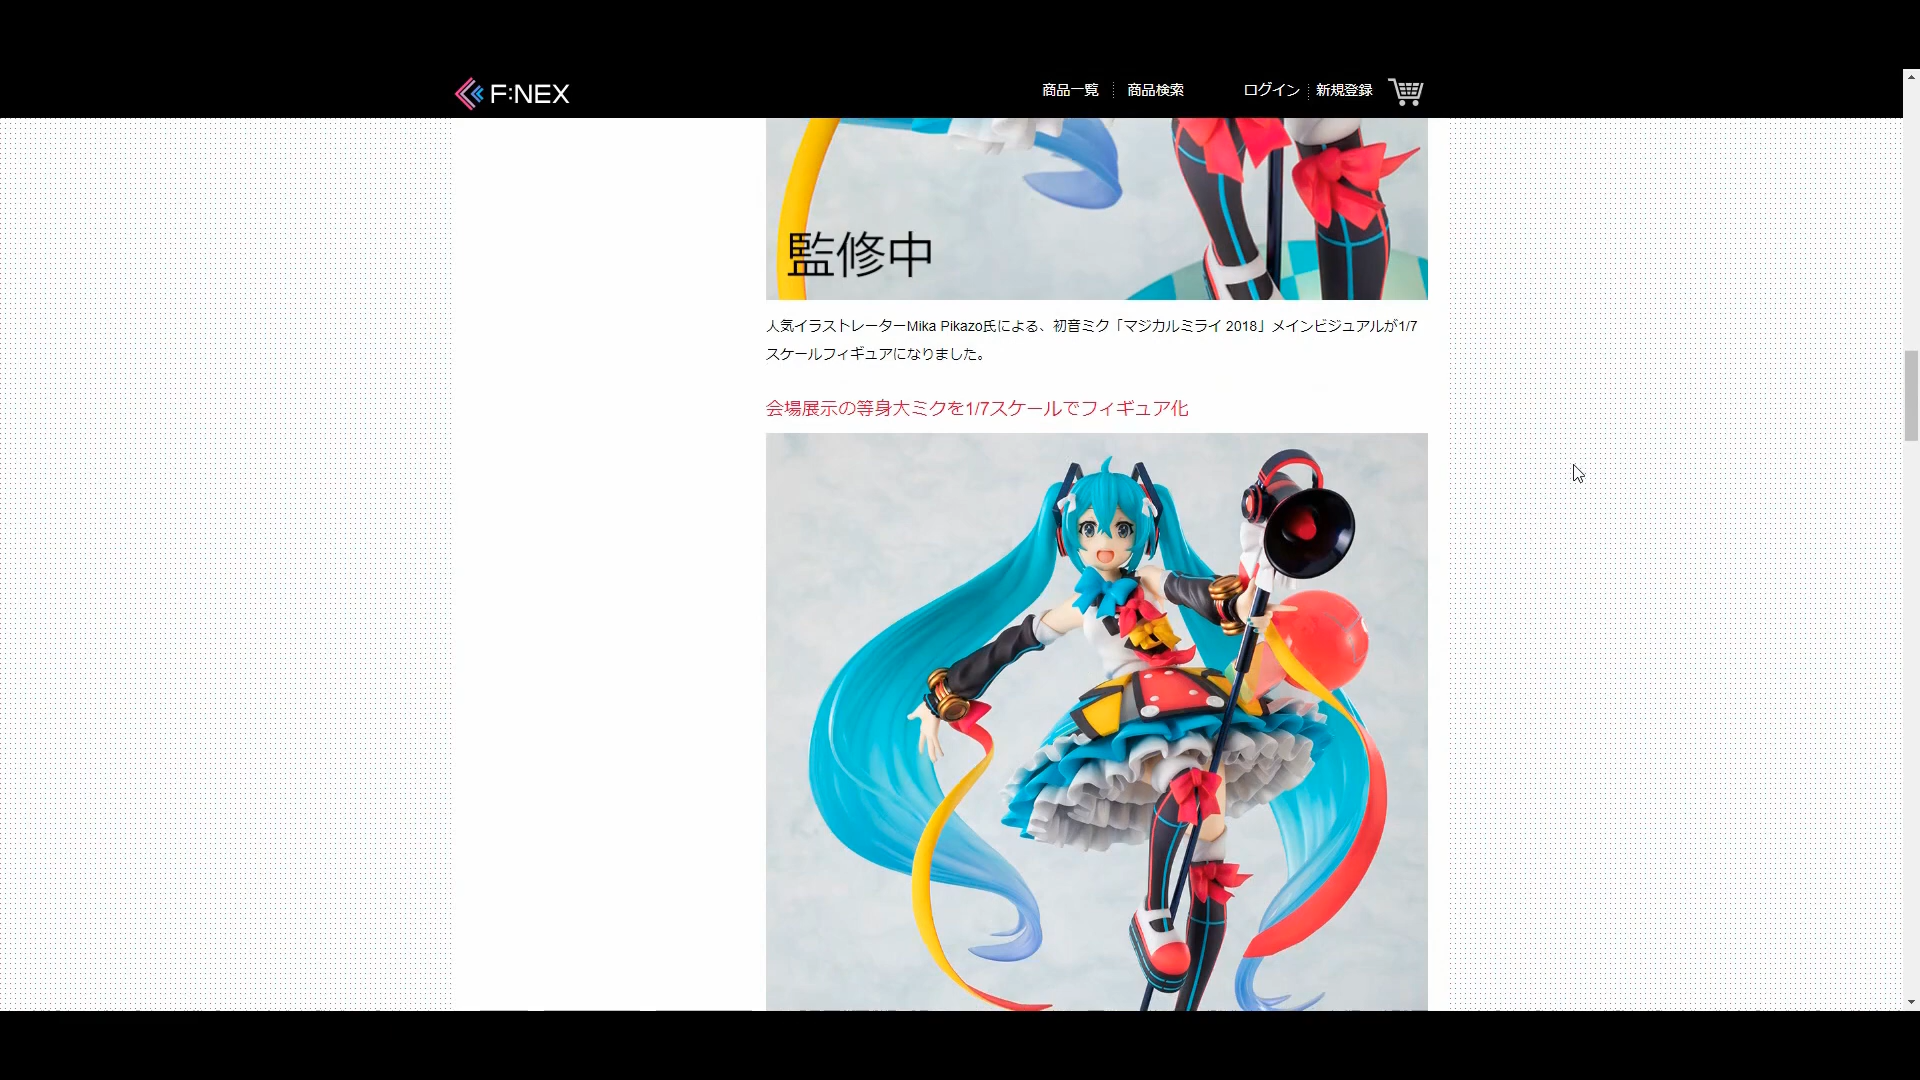 F:NEX
商品一覧
商品検索
ログイン
新規登録
監修中
人気イラストレーターMika Pikazo氏による、初音ミク「マジカルミライ 2018」メインビジュアルが1/7
スケールフィギュアになりました。
会場展示の等身大ミクを1/7スケールでフィギュア化